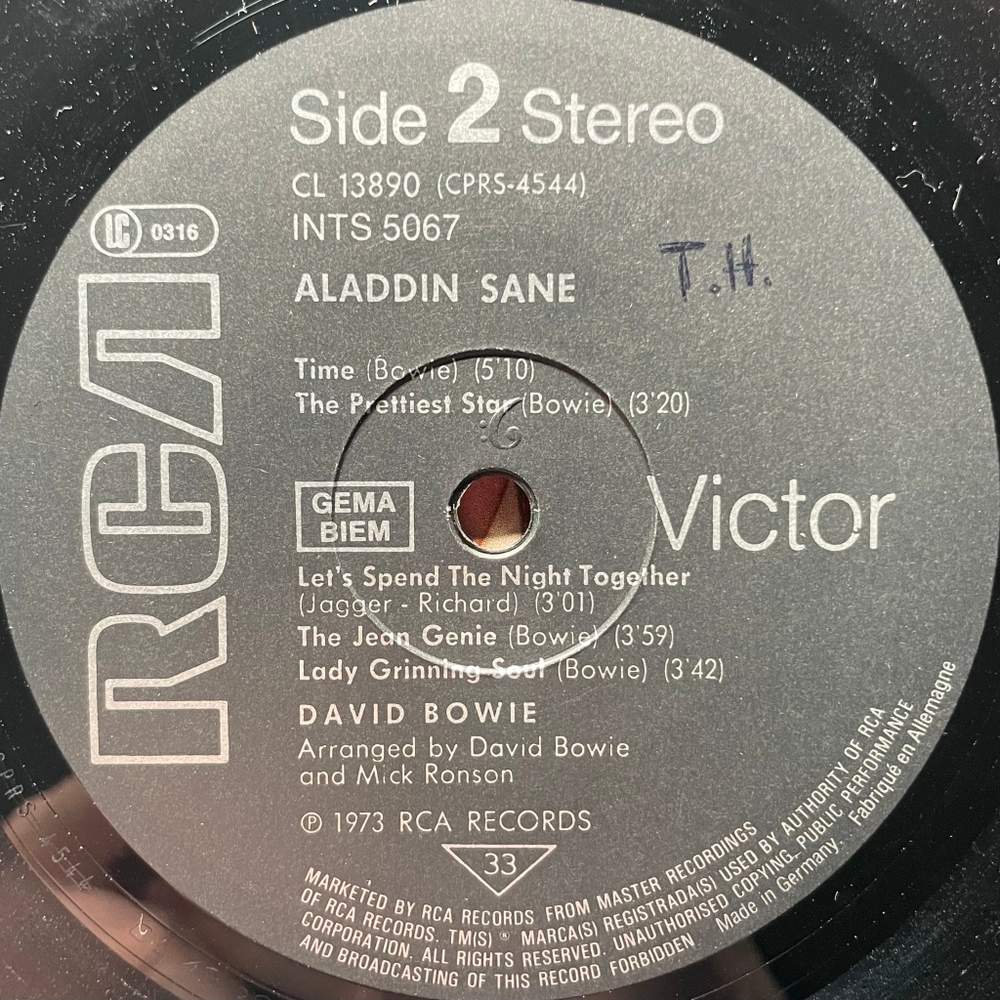 Side 2 Stereo
CL 13890 (CPRS-4544)
INTS 5067
LC 0316
T.H.
ALADDIN SANE
RCA
Time (Bowie) (5'10)
The Prettiest Star (Bowie) (3'20)
GEMA
BIEM
Victor
Let's Spend The Night Together
(Jagger - Richard) (3'01)
The Jean Genie (Bowie) (3'59)
Lady Grinning Soul (Bowie) (3'42)
DAVID BOWIE
Arranged by David Bowie
and Mick Ronson
℗ 1973 RCA RECORDS
33
MARKETED BY RCA RECORDS FROM MASTER RECORDINGS
OF RCA RECORDS. TM(S) ® MARCA(S) REGISTRADA(S) USED BY AUTHORITY OF RCA
CORPORATION. ALL RIGHTS RESERVED. UNAUTHORISED COPYING, PUBLIC PERFORMANCE
AND BROADCASTING OF THIS RECORD FORBIDDEN Made in Germany. Fabriqué en Allemagne
CPRS 4544